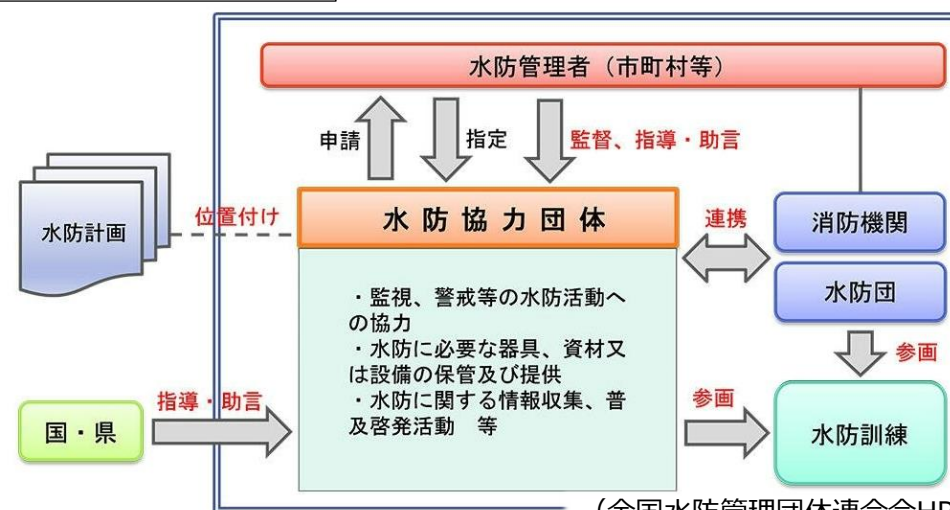 水防管理者（市町村等）
申請
指定
監督、指導・助言
水防計画
位置付け
水防協力団体
連携
消防機関
水防団
・監視、警戒等の水防活動へ
の協力
・水防に必要な器具、資材又
は設備の保管及び提供
・水防に関する情報収集、普
及啓発活動　等
参画
国・県
指導・助言
参画
水防訓練